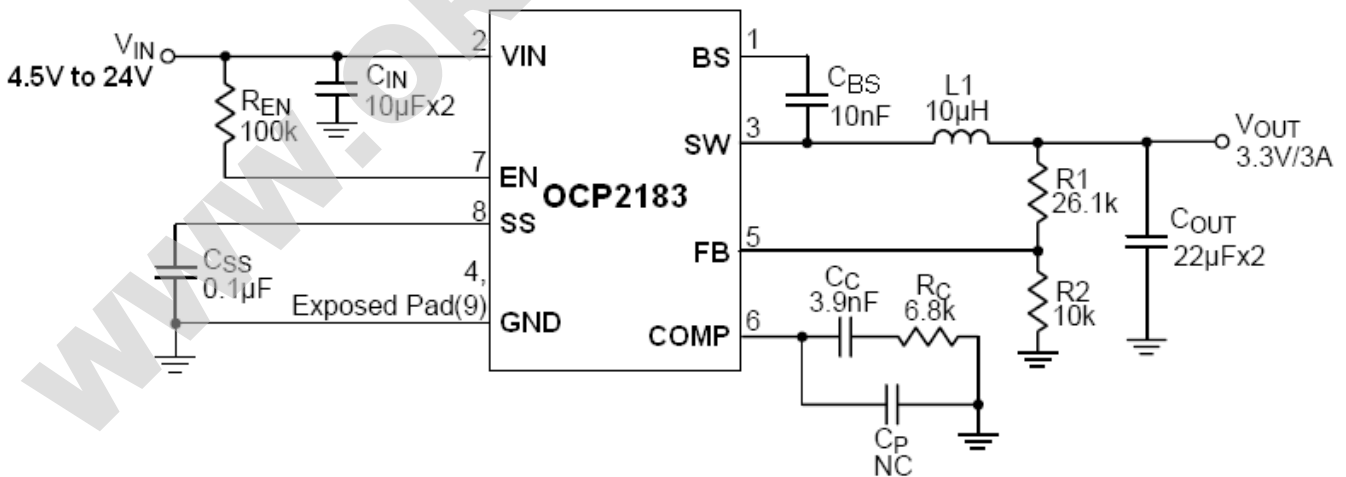 VIN
4.5V to 24V
REN
100k
CIN
10µFx2
2
VIN
7
EN
8
SS
CSS
0.1µF
4,
Exposed Pad(9)
GND
OCP2183
BS
1
CBS
10nF
SW
3
L1
10µH
VOUT
3.3V/3A
R1
26.1k
COUT
22µFx2
FB
5
R2
10k
COMP
6
CC
3.9nF
RC
6.8k
CP
NC
www.